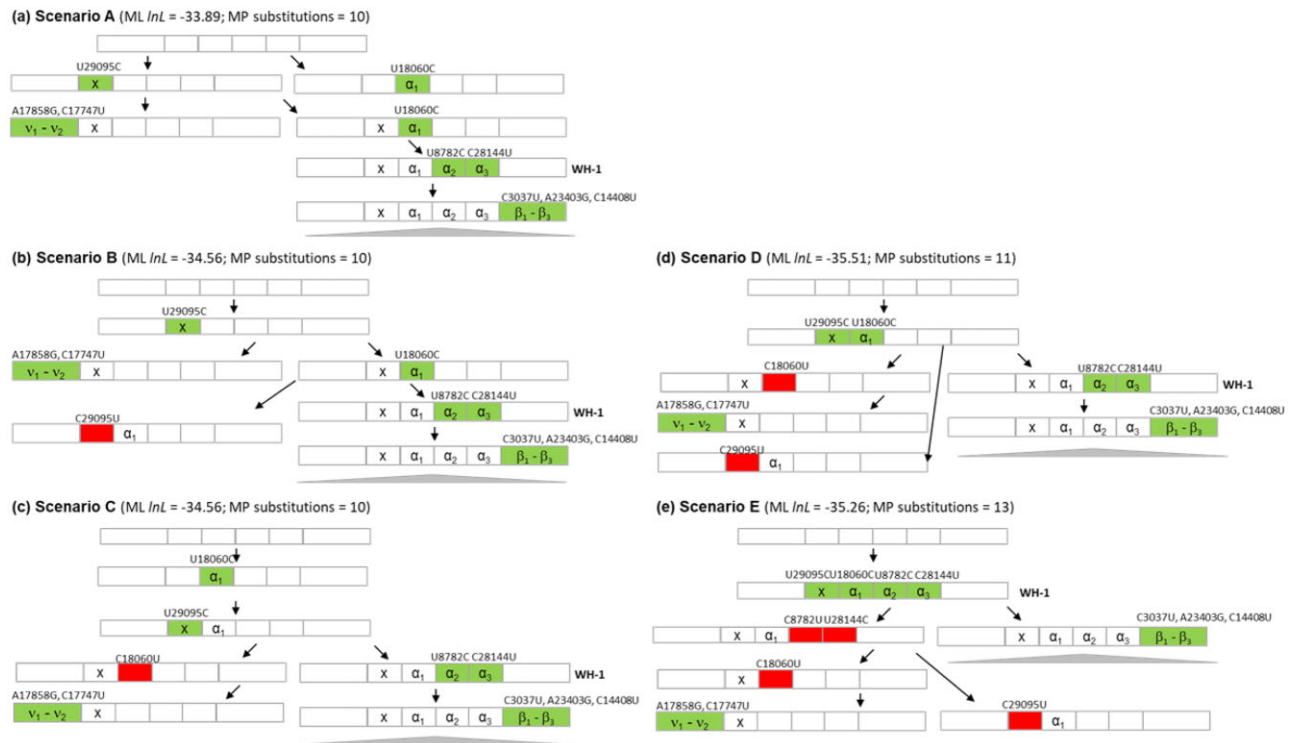 (a) Scenario A (ML lnL = -33.89; MP substitutions = 10)
U29095C
x
U18060C
α1
A17858G, C17747U
ν1 - ν2 x
U18060C
x α1
U8782C C28144U
x α1 α2 α3
WH-1
C3037U, A23403G, C14408U
x α1 α2 α3 β1 - β3
(b) Scenario B (ML lnL = -34.56; MP substitutions = 10)
U29095C
x
A17858G, C17747U
ν1 - ν2 x
U18060C
x α1
U8782C C28144U
x α1 α2 α3
WH-1
C29095U
α1
C3037U, A23403G, C14408U
x α1 α2 α3 β1 - β3
(c) Scenario C (ML lnL = -34.56; MP substitutions = 10)
U18060C
α1
U29095C
x α1
C18060U
x
U8782C C28144U
x α1 α2 α3
WH-1
A17858G, C17747U
ν1 - ν2 x
C3037U, A23403G, C14408U
x α1 α2 α3 β1 - β3
(d) Scenario D (ML lnL = -35.51; MP substitutions = 11)
U29095C U18060C
x α1
C18060U
x
U8782C C28144U
x α1 α2 α3
WH-1
A17858G, C17747U
ν1 - ν2 x
C3037U, A23403G, C14408U
x α1 α2 α3 β1 - β3
C29095U
α1
(e) Scenario E (ML lnL = -35.26; MP substitutions = 13)
U29095CU18060CU8782C C28144U
x α1 α2 α3
WH-1
C8782U U28144C
x α1
C3037U, A23403G, C14408U
x α1 α2 α3 β1 - β3
C18060U
x
A17858G, C17747U
ν1 - ν2 x
C29095U
α1